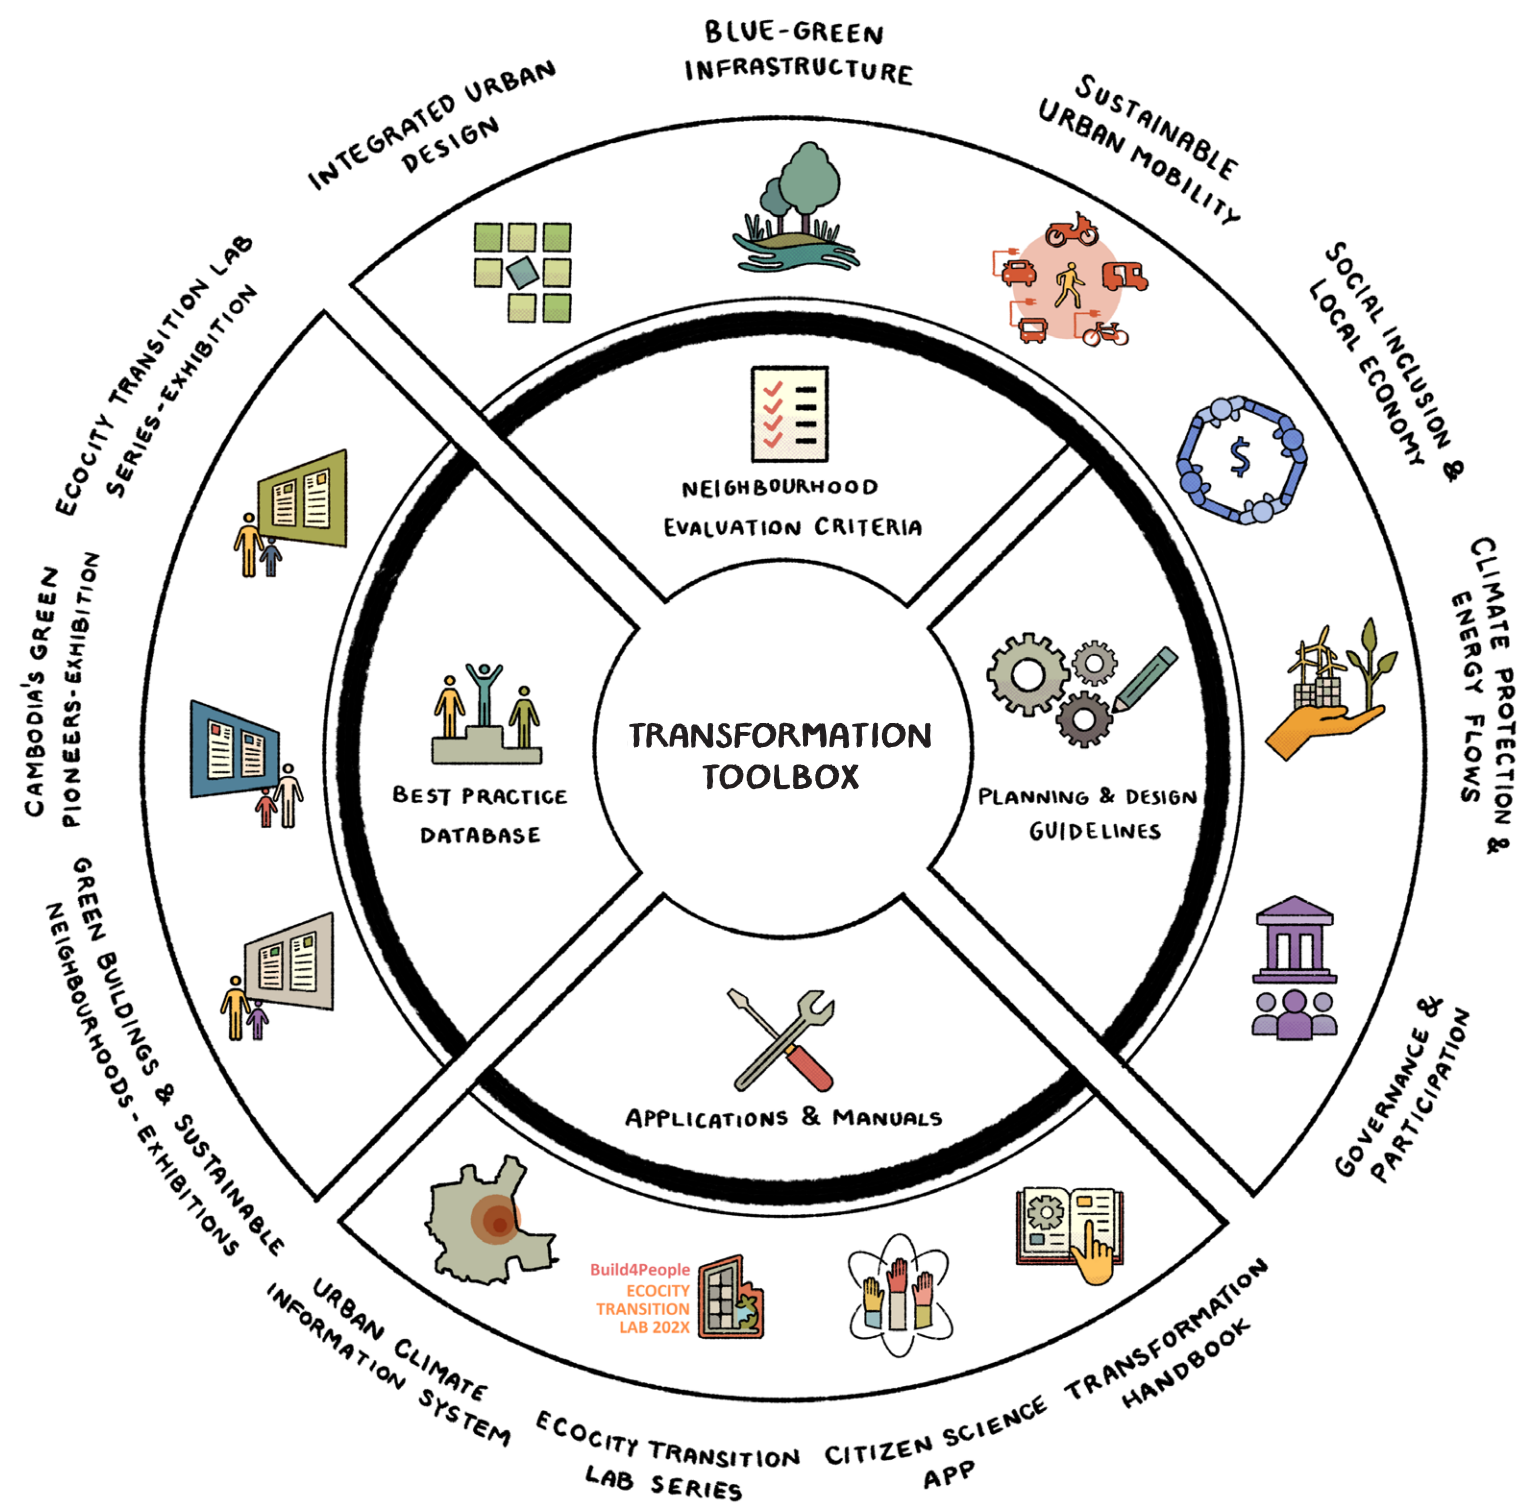 BLUE-GREEN
INFRASTRUCTURE
INTEGRATED URBAN
DESIGN
SUSTAINABLE
URBAN MOBILITY
SOCIAL INCLUSION &
LOCAL ECONOMY
CLIMATE PROTECTION &
ENERGY FLOWS
GOVERNANCE &
PARTICIPATION
ECOCITY TRANSITION LAB
SERIES-EXHIBITION
CAMBODIA'S GREEN
PIONEERS-EXHIBITION
GREEN BUILDINGS & SUSTAINABLE
NEIGHBOURHOODS-EXHIBITIONS
NEIGHBOURHOOD
EVALUATION CRITERIA
$
TRANSFORMATION
TOOLBOX
BEST PRACTICE
DATABASE
PLANNING & DESIGN
GUIDELINES
APPLICATIONS & MANUALS
Build4People
ECOCITY
TRANSITION
LAB 202X
URBAN CLIMATE
INFORMATION SYSTEM
ECOCITY TRANSITION
LAB SERIES
CITIZEN SCIENCE
APP
TRANSFORMATION
HANDBOOK